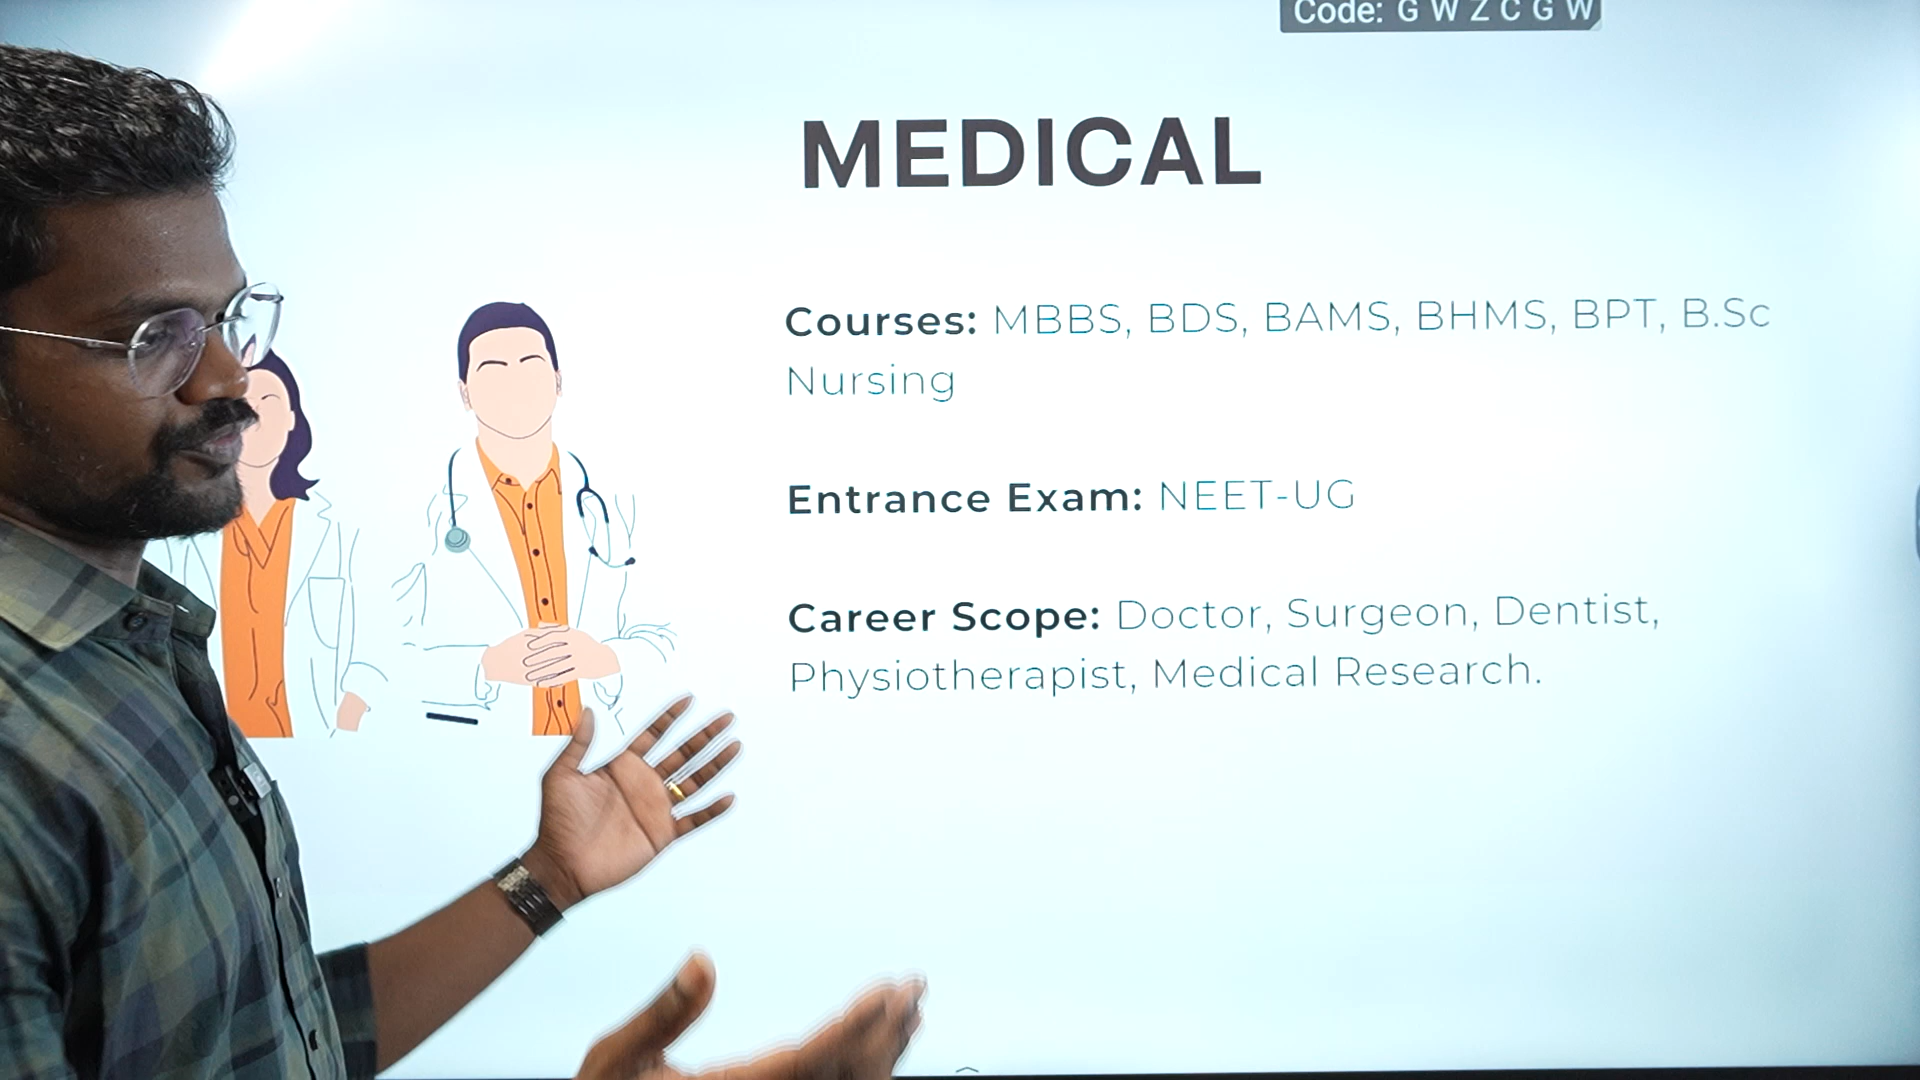 Code: G W Z C G W
MEDICAL
Courses: MBBS, BDS, BAMS, BHMS, BPT, B.Sc
Nursing
Entrance Exam: NEET-UG
Career Scope: Doctor, Surgeon, Dentist,
Physiotherapist, Medical Research.